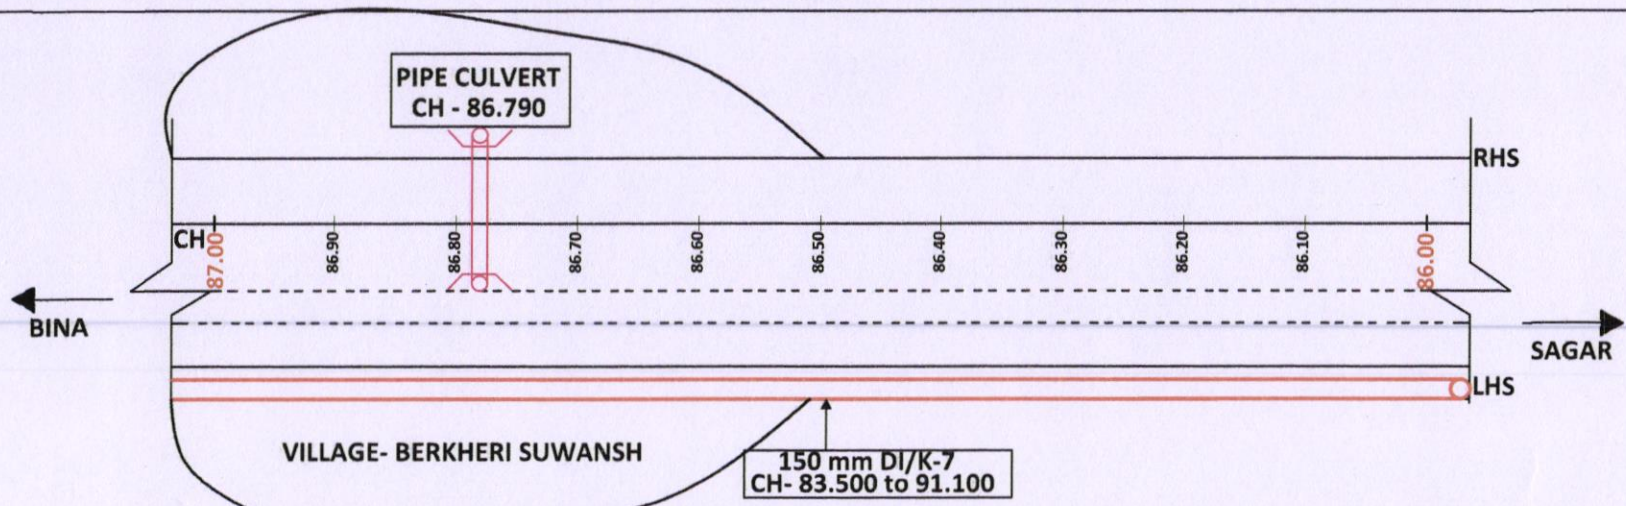 PIPE CULVERT
CH - 86.790
RHS
CH
87.00
86.90
86.80
86.70
86.60
86.50
86.40
86.30
86.20
86.10
86.00
BINA
SAGAR
LHS
VILLAGE- BERKHERI SUWANSH
150 mm DI/K-7
CH- 83.500 to 91.100